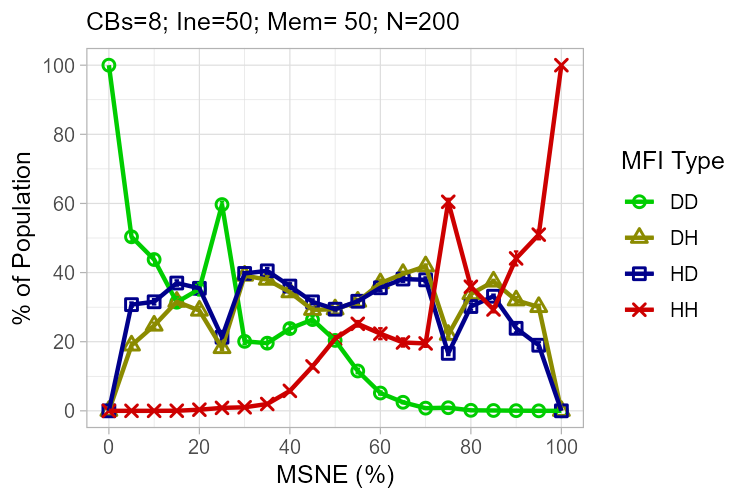 CBs=8; Ine=50; Mem= 50; N=200
% of Population
100
80
60
40
20
0
0 20 40 60 80 100
MSNE (%)
MFI Type
DD
DH
HD
HH